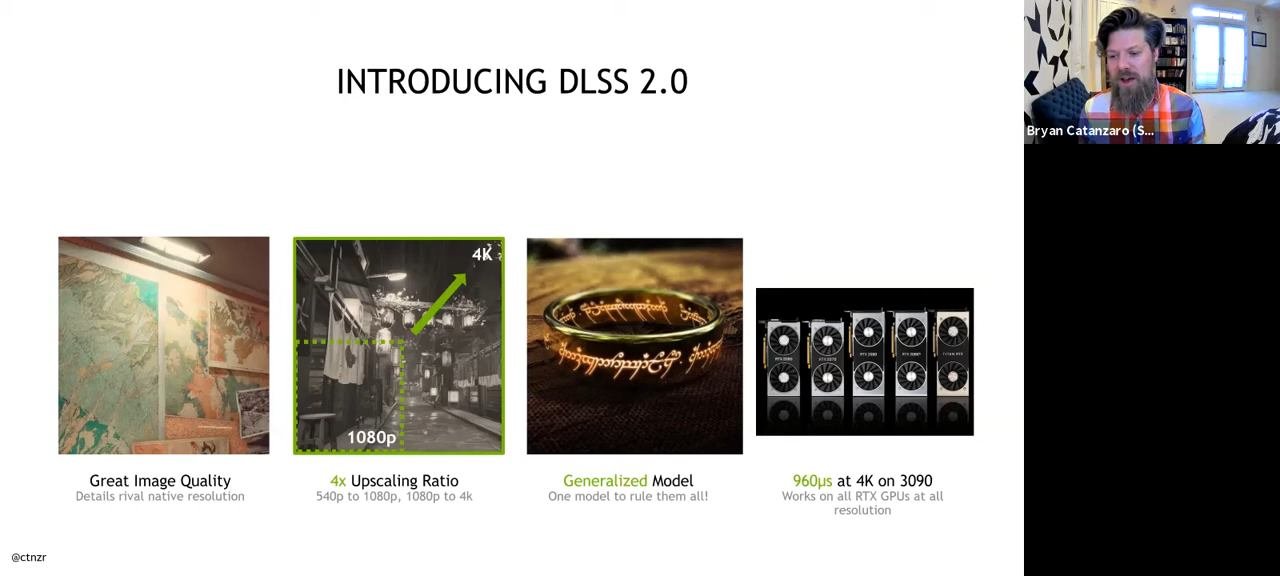 INTRODUCING DLSS 2.0
Bryan Catanzaro (S...
4K
1080p
Great Image Quality
Details rival native resolution
4x Upscaling Ratio
540p to 1080p, 1080p to 4k
Generalized Model
One model to rule them all!
960µs at 4K on 3090
Works on all RTX GPUs at all
resolution
@ctnzr